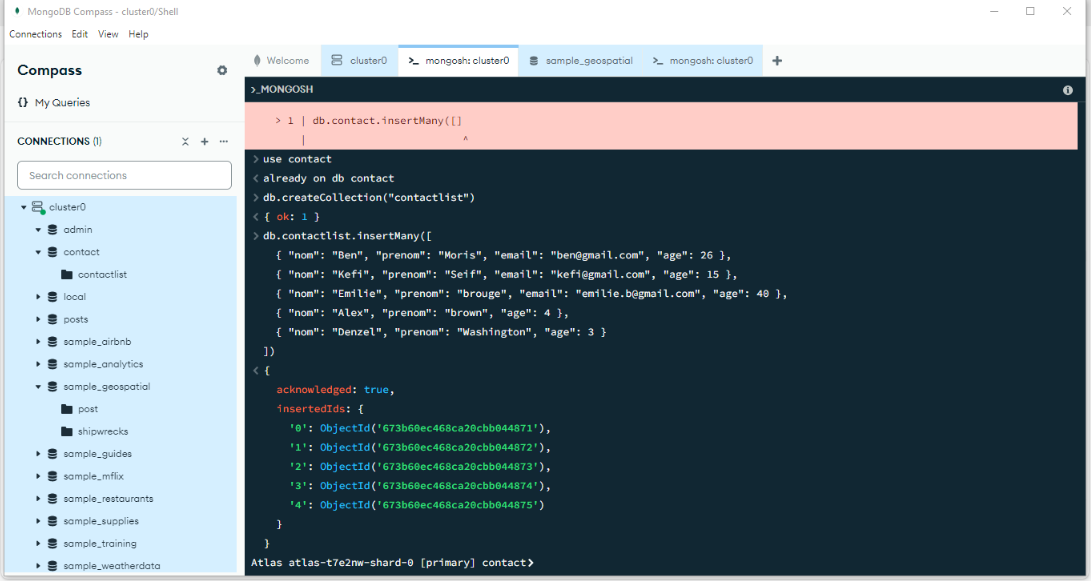 MongoDB Compass - cluster0/Shell
Connections Edit View Help
Compass
{} My Queries
CONNECTIONS (1)
Search connections
cluster0
admin
contact
contactlist
local
posts
sample_airbnb
sample_analytics
sample_geospatial
post
shipwrecks
sample_guides
sample_mflix
sample_restaurants
sample_supplies
sample_training
sample_weatherdata
Welcome cluster0 >_ mongosh: cluster0 sample_geospatial >_ mongosh: cluster0 +
>_MONGOSH
> 1 | db.contact.insertMany([]
| ^
> use contact
< already on db contact
> db.createCollection("contactlist")
< { ok: 1 }
> db.contactlist.insertMany([
{ "nom": "Ben", "prenom": "Moris", "email": "ben@gmail.com", "age": 26 },
{ "nom": "Kefi", "prenom": "Seif", "email": "kefi@gmail.com", "age": 15 },
{ "nom": "Emilie", "prenom": "brouge", "email": "emilie.b@gmail.com", "age": 40 },
{ "nom": "Alex", "prenom": "brown", "age": 4 },
{ "nom": "Denzel", "prenom": "Washington", "age": 3 }
])
< {
acknowledged: true,
insertedIds: {
'0': ObjectId('673b60ec468ca20cbb044871'),
'1': ObjectId('673b60ec468ca20cbb044872'),
'2': ObjectId('673b60ec468ca20cbb044873'),
'3': ObjectId('673b60ec468ca20cbb044874'),
'4': ObjectId('673b60ec468ca20cbb044875')
}
}
Atlas atlas-t7e2nw-shard-0 [primary] contact>